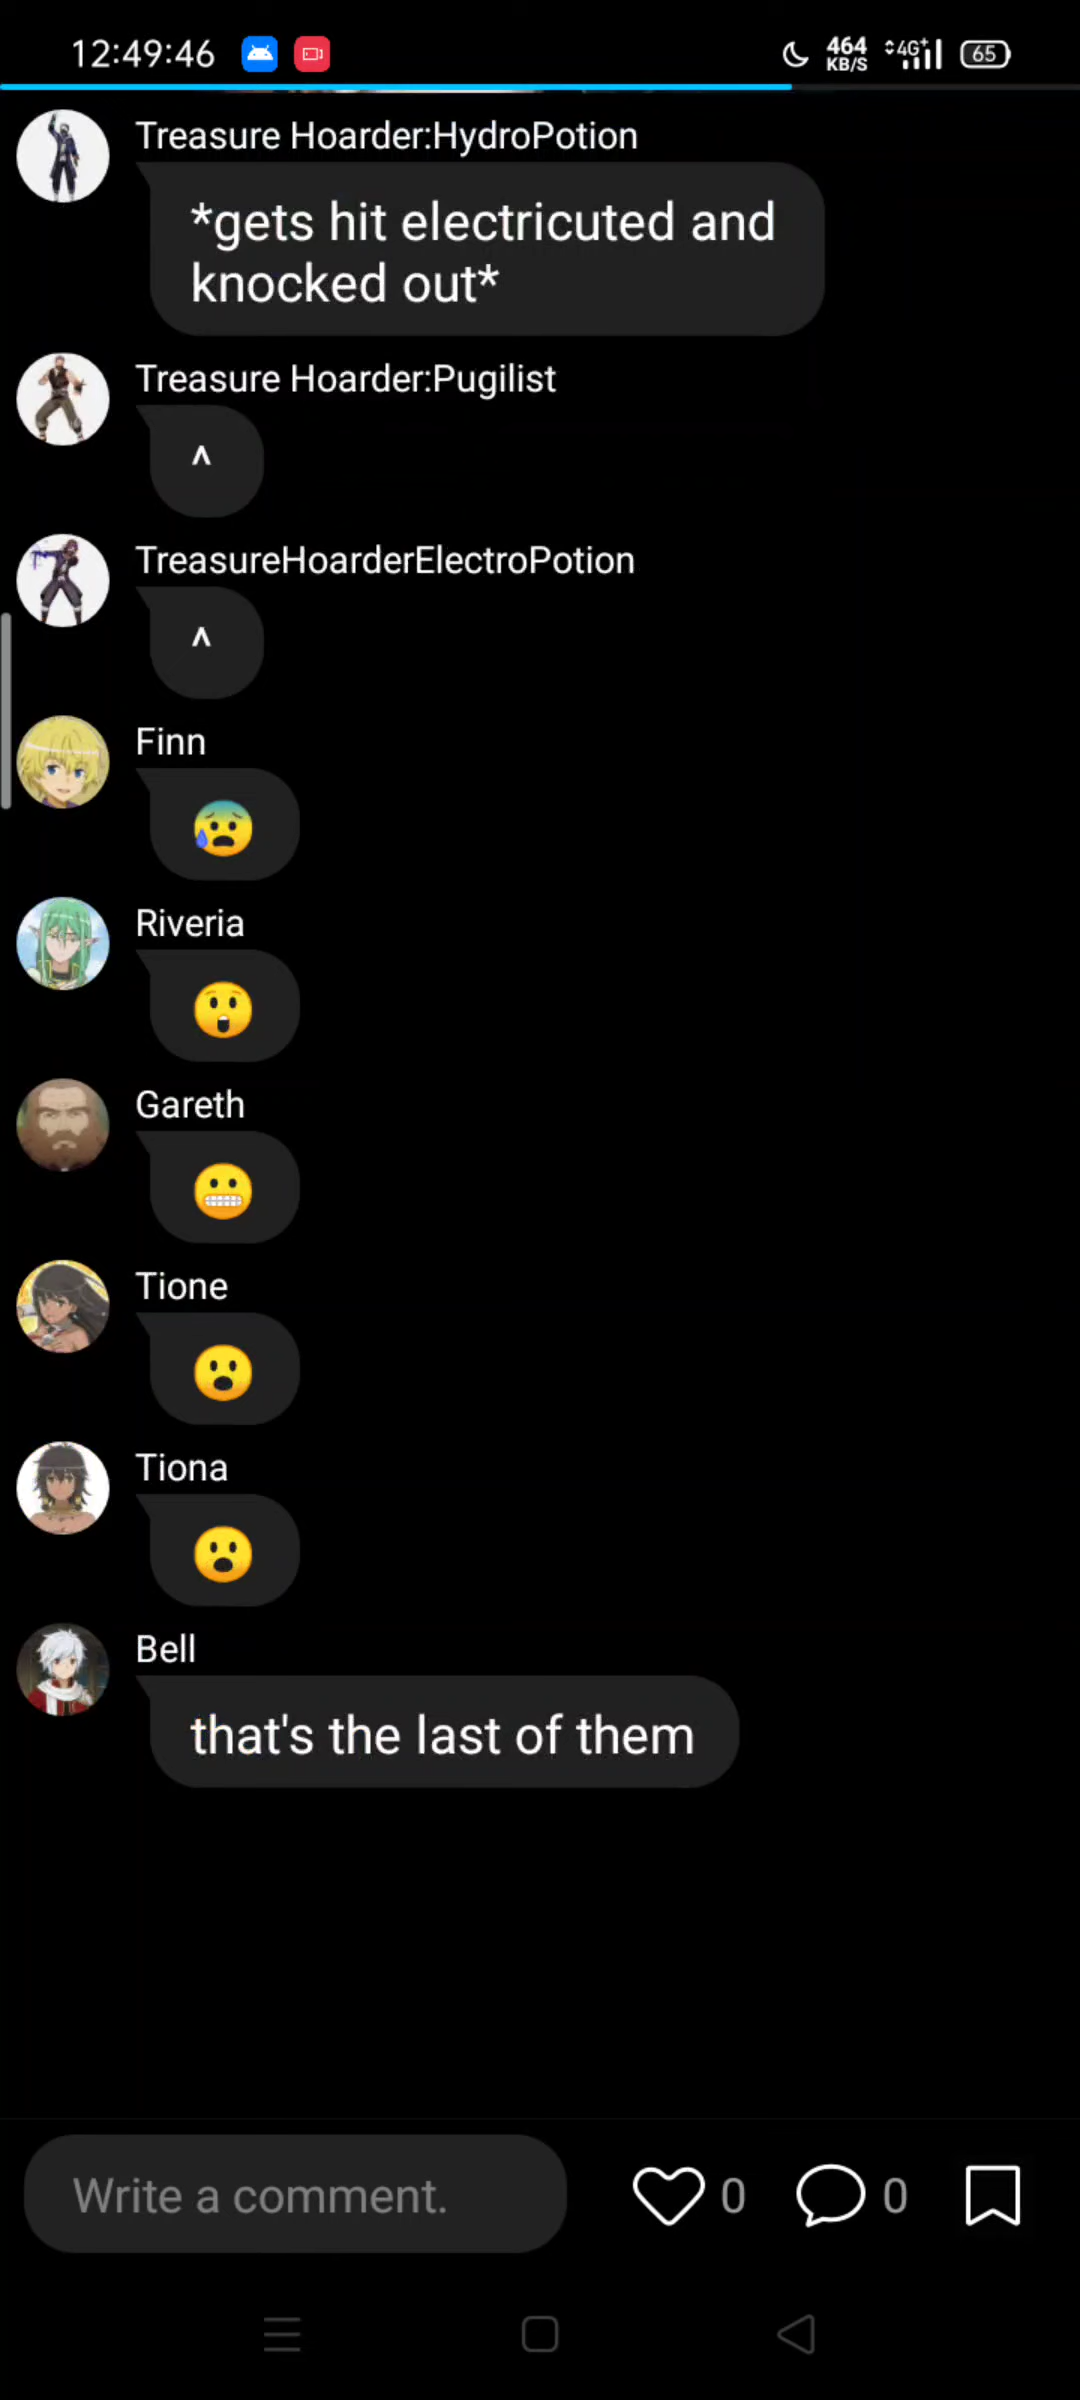 12:49:46
464
KB/S
4G+
65
Treasure Hoarder:HydroPotion
*gets hit electricuted and
knocked out*
Treasure Hoarder:Pugilist
^
TreasureHoarderElectroPotion
^
Finn
😰
Riveria
😲
Gareth
😬
Tione
😮
Tiona
😮
Bell
that's the last of them
Write a comment.
0
0